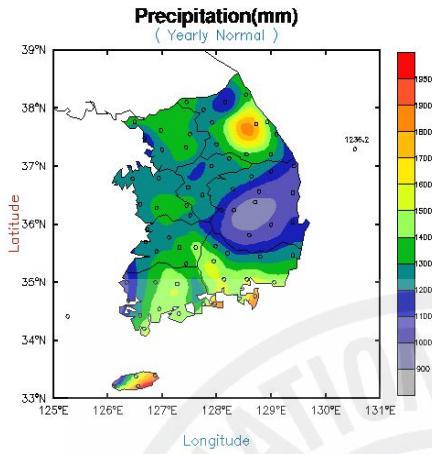 Precipitation(mm)
( Yearly Normal )
39°N
38°N
37°N
36°N
35°N
34°N
33°N
Latitude
125°E 126°E 127°E 128°E 129°E 130°E 131°E
Longitude
1236.2
1950
1900
1800
1700
1600
1500
1400
1300
1200
1100
1000
900